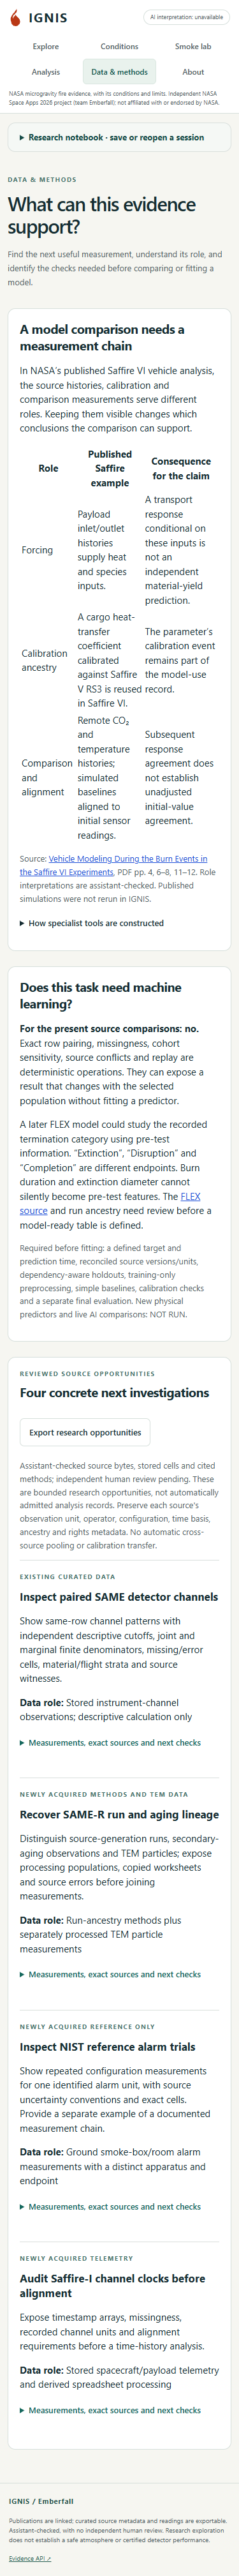 IGNIS
AI interpretation: unavailable
Explore
Conditions
Smoke lab
Analysis
Data & methods
About
NASA microgravity fire evidence, with its conditions and limits. Independent NASA
Space Apps 2026 project (team Emberfall); not affiliated with or endorsed by NASA.
▶ Research notebook · save or reopen a session
DATA & METHODS
What can this evidence
support?
Find the next useful measurement, understand its role, and
identify the checks needed before comparing or fitting a
model.
A model comparison needs a
measurement chain
In NASA's published Saffire VI vehicle analysis,
the source histories, calibration and
comparison measurements serve different
roles. Keeping them visible changes which
conclusions the comparison can support.
Role
Published
Saffire
example
Consequence
for the claim
Forcing
Payload
inlet/outlet
histories
supply heat
and species
inputs.
A transport
response
conditional on
these inputs is
not an
independent
material-yield
prediction.
Calibration
ancestry
A cargo heat-
transfer
coefficient
calibrated
against Saffire
V RS3 is reused
in Saffire VI.
The parameter's
calibration event
remains part of
the model-use
record.
Comparison
and
alignment
Remote CO₂
and
temperature
histories;
simulated
baselines
aligned to
initial sensor
readings.
Subsequent
response
agreement does
not establish
unadjusted
initial-value
agreement.
Source: Vehicle Modeling During the Burn Events in
the Saffire VI Experiments, PDF pp. 4, 6–8, 11–12. Role
interpretations are assistant-checked. Published
simulations were not rerun in IGNIS.
▶ How specialist tools are constructed
Does this task need machine
learning?
For the present source comparisons: no.
Exact row pairing, missingness, cohort
sensitivity, source conflicts and replay are
deterministic operations. They can expose a
result that changes with the selected
population without fitting a predictor.
A later FLEX model could study the recorded
termination category using pre-test
information. "Extinction", "Disruption" and
"Completion" are different endpoints. Burn
duration and extinction diameter cannot
silently become pre-test features. The FLEX
source and run ancestry need review before a
model-ready table is defined.
Required before fitting: a defined target and
prediction time, reconciled source versions/units,
dependency-aware holdouts, training-only
preprocessing, simple baselines, calibration checks
and a separate final evaluation. New physical
predictors and live AI comparisons: NOT RUN.
REVIEWED SOURCE OPPORTUNITIES
Four concrete next investigations
Export research opportunities
Assistant-checked source bytes, stored cells and cited
methods; independent human review pending. These
are bounded research opportunities, not automatically
admitted analysis records. Preserve each source's
observation unit, operator, configuration, time basis,
ancestry and rights metadata. No automatic cross-
source pooling or calibration transfer.
EXISTING CURATED DATA
Inspect paired SAME detector channels
Show same-row channel patterns with
independent descriptive cutoffs, joint and
marginal finite denominators, missing/error
cells, material/flight strata and source
witnesses.
Data role: Stored instrument-channel
observations; descriptive calculation only
▶ Measurements, exact sources and next checks
NEWLY ACQUIRED METHODS AND TEM DATA
Recover SAME-R run and aging lineage
Distinguish source-generation runs, secondary-
aging observations and TEM particles; expose
processing populations, copied worksheets
and source errors before joining
measurements.
Data role: Run-ancestry methods plus
separately processed TEM particle
measurements
▶ Measurements, exact sources and next checks
NEWLY ACQUIRED REFERENCE ONLY
Inspect NIST reference alarm trials
Show repeated configuration measurements
for one identified alarm unit, with source
uncertainty conventions and exact cells.
Provide a separate example of a documented
measurement chain.
Data role: Ground smoke-box/room alarm
measurements with a distinct apparatus and
endpoint
▶ Measurements, exact sources and next checks
NEWLY ACQUIRED TELEMETRY
Audit Saffire-I channel clocks before
alignment
Expose timestamp arrays, missingness,
recorded channel units and alignment
requirements before a time-history analysis.
Data role: Stored spacecraft/payload telemetry
and derived spreadsheet processing
▶ Measurements, exact sources and next checks
IGNIS / Emberfall
Publications are linked; curated source metadata and readings are exportable.
Assistant-checked, with no independent human review. Research exploration
does not establish a safe atmosphere or certified detector performance.
Evidence API ↗